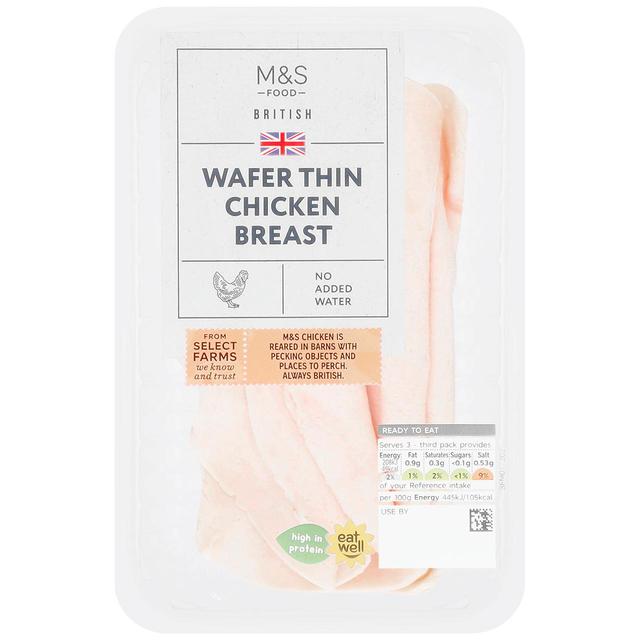 M&S
—FOOD—
BRITISH
WAFER THIN
CHICKEN
BREAST
NO
ADDED
WATER
FROM
SELECT
FARMS
we know
and trust
M&S CHICKEN IS
REARED IN BARNS WITH
PECKING OBJECTS AND
PLACES TO PERCH.
ALWAYS BRITISH.
READY TO EAT
Serves 3 - third pack provides
Energy Fat Saturates Sugars Salt
0.9g 0.3g <0.1g 0.53g
2% 1% 2% <1% 9%
of your Reference intake
per 100g Energy 445kJ/105kcal
USE BY
high in
protein
eat
well